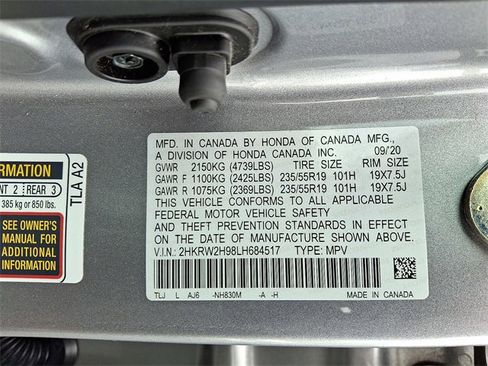 MFD. IN CANADA BY HONDA OF CANADA MFG.,
A DIVISION OF HONDA CANADA INC. 09/20
GVWR 2150KG (4739LBS) TIRE SIZE RIM SIZE
GAWR F 1100KG (2425LBS) 235/55R19 101H 19X7.5J
GAWR R 1075KG (2369LBS) 235/55R19 101H 19X7.5J
THIS VEHICLE CONFORMS TO ALL APPLICABLE
FEDERAL MOTOR VEHICLE SAFETY
AND THEFT PREVENTION STANDARDS IN EFFECT
ON THE DATE OF MANUFACTURE SHOWN ABOVE.
V.I.N.: 2HKRW2H98LH684517 TYPE: MPV
TLJ L AJ6 -NH830M -A -H
MADE IN CANADA
TLA A2
REAR 3
385 kg or 850 lbs.
SEE OWNER'S
MANUAL FOR
ADDITIONAL
INFORMATION